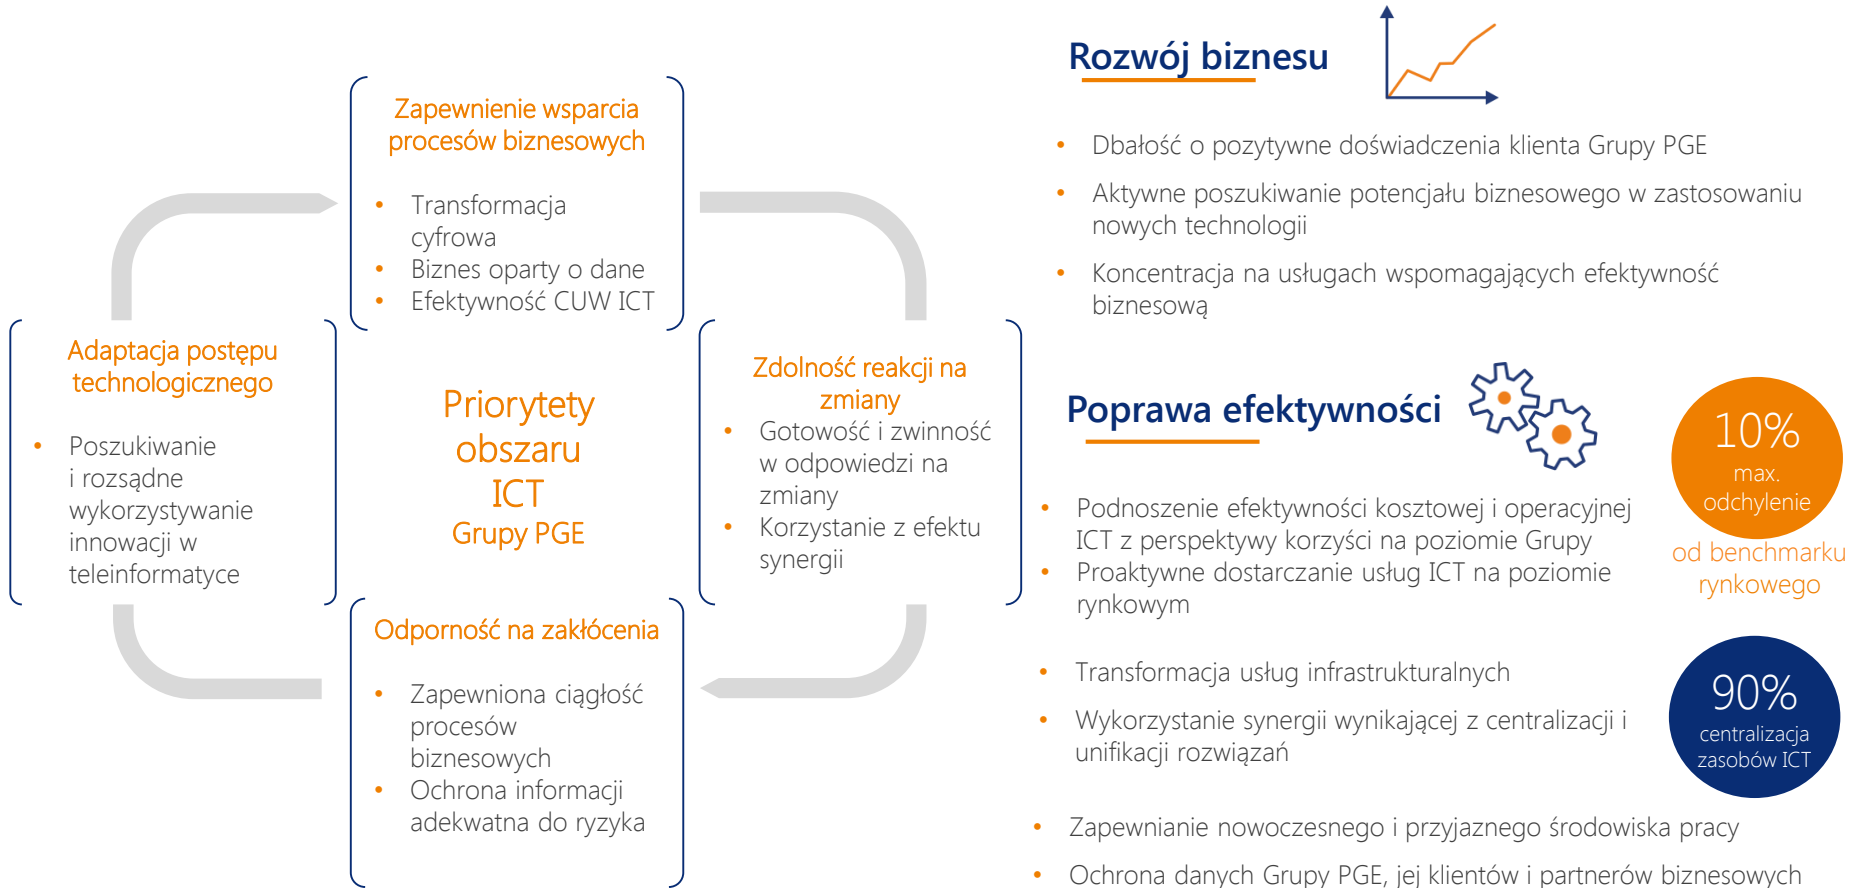 Zapewnienie wsparcia
procesów biznesowych
• Transformacja
cyfrowa
• Biznes oparty o dane
• Efektywność CUW ICT
Adaptacja postępu
technologicznego
• Poszukiwanie
i rozsądne
wykorzystywanie
innowacji w
teleinformatyce
Priorytety
obszaru
ICT
Grupy PGE
Zdolność reakcji na
zmiany
• Gotowość i zwinność
w odpowiedzi na
zmiany
• Korzystanie z efektu
synergii
Odporność na zakłócenia
• Zapewniona ciągłość
procesów
biznesowych
• Ochrona informacji
adekwatna do ryzyka
Rozwój biznesu
• Dbałość o pozytywne doświadczenia klienta Grupy PGE
• Aktywne poszukiwanie potencjału biznesowego w zastosowaniu
nowych technologii
• Koncentracja na usługach wspomagających efektywność
biznesową
Poprawa efektywności
• Podnoszenie efektywności kosztowej i operacyjnej
ICT z perspektywy korzyści na poziomie Grupy
• Proaktywne dostarczanie usług ICT na poziomie
rynkowym
10%
max.
odchylenie
od benchmarku
rynkowego
• Transformacja usług infrastrukturalnych
• Wykorzystanie synergii wynikającej z centralizacji i
unifikacji rozwiązań
90%
centralizacja
zasobów ICT
• Zapewnianie nowoczesnego i przyjaznego środowiska pracy
• Ochrona danych Grupy PGE, jej klientów i partnerów biznesowych